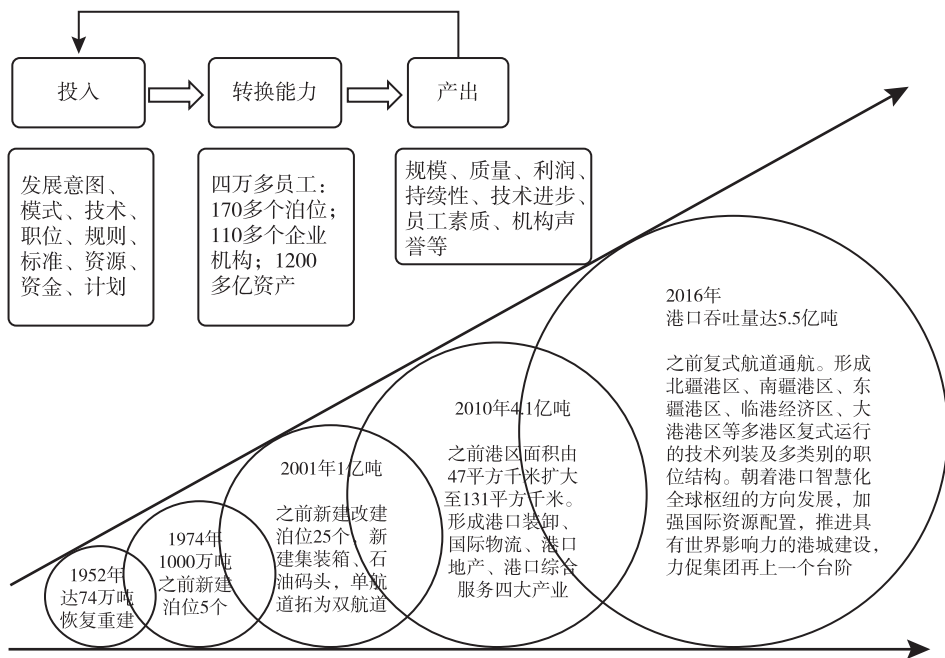 投入
转换能力
产出
发展意图、
模式、技术、
职位、规则、
标准、资源、
资金、计划
四万多员工：
170多个泊位；
110多个企业
机构；1200
多亿资产
规模、质量、利润、
持续性、技术进步、
员工素质、机构声
誉等
1952年
达74万吨
恢复重建
1974年
1000万吨
之前新建
泊位5个
2001年1亿吨
之前新建改建
泊位25个、新
建集装箱、石
油码头，单航
道拓为双航道
2010年4.1亿吨
之前港区面积由
47平方千米扩大
至131平方千米。
形成港口装卸、
国际物流、港口
地产、港口综合
服务四大产业
2016年
港口吞吐量达5.5亿吨
之前复式航道通航。形成
北疆港区、南疆港区、东
疆港区、临港经济区、大
港港区等多港区复式运行
的技术列装及多类别的职
位结构。朝着港口智慧化
全球枢纽的方向发展，加
强国际资源配置，推进具
有世界影响力的港城建设，
力促集团再上一个台阶